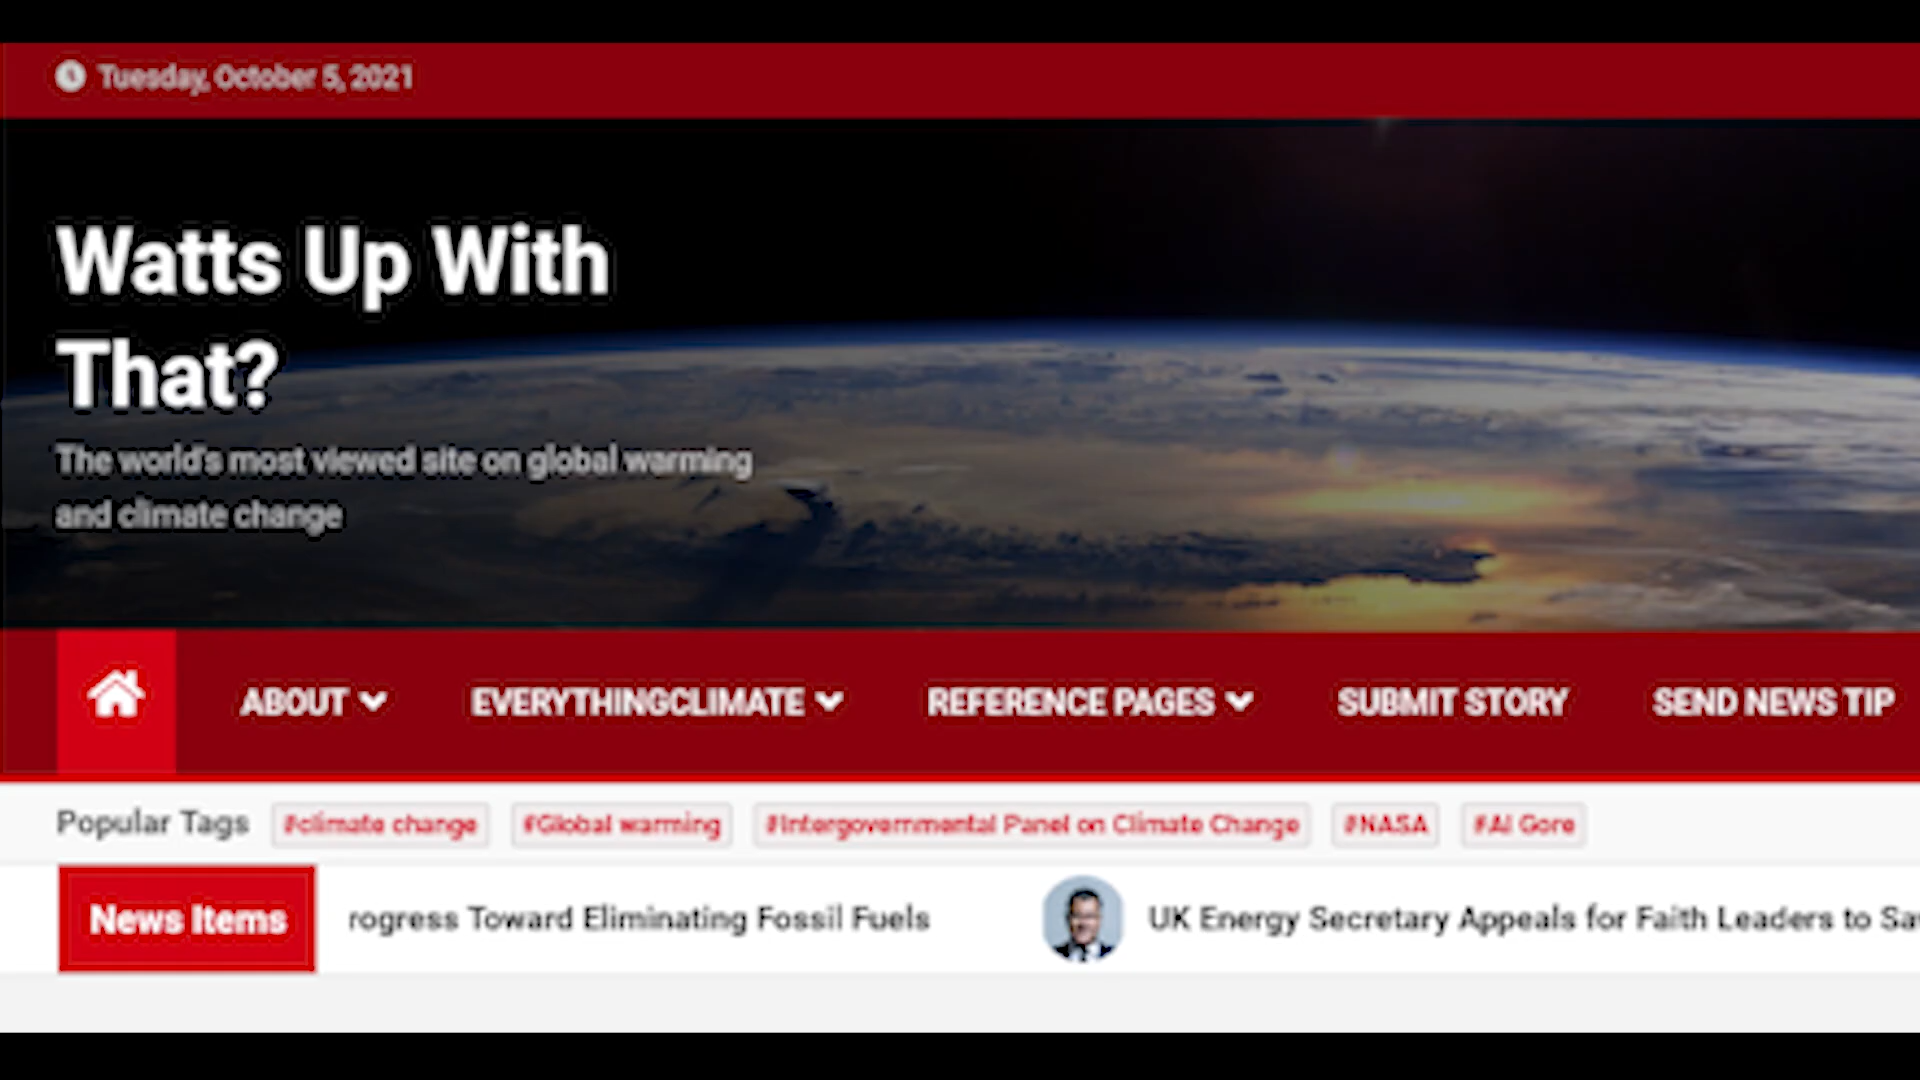 Tuesday, October 5, 2021
Watts Up With
That?
The world's most viewed site on global warming
and climate change
ABOUT EVERYTHINGCLIMATE REFERENCE PAGES SUBMIT STORY SEND NEWS TIP
Popular Tags #climate change #Global warming #Intergovernmental Panel on Climate Change #NASA #Al Gore
News Items rogress Toward Eliminating Fossil Fuels UK Energy Secretary Appeals for Faith Leaders to Sav